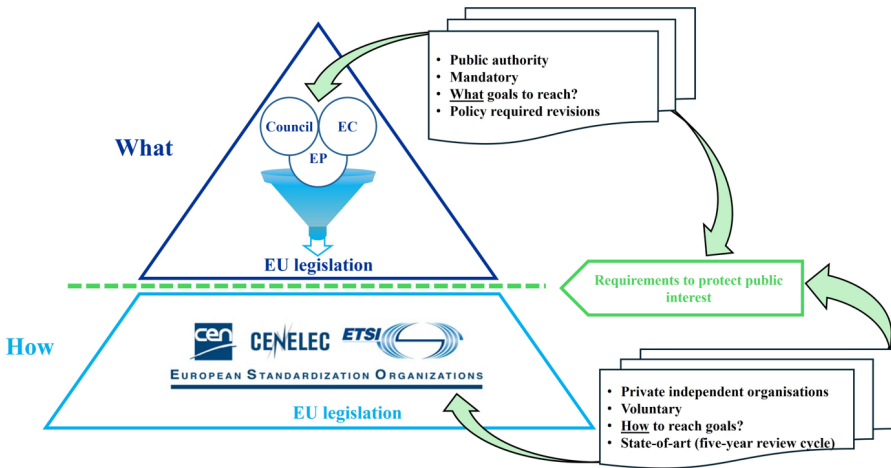 • Public authority
• Mandatory
• What goals to reach?
• Policy required revisions
Council
EC
EP
What
EU legislation
Requirements to protect public
interest
cen
CENELEC
ETSI
How
EUROPEAN STANDARDIZATION ORGANIZATIONS
EU legislation
• Private independent organisations
• Voluntary
• How to reach goals?
• State-of-art (five-year review cycle)